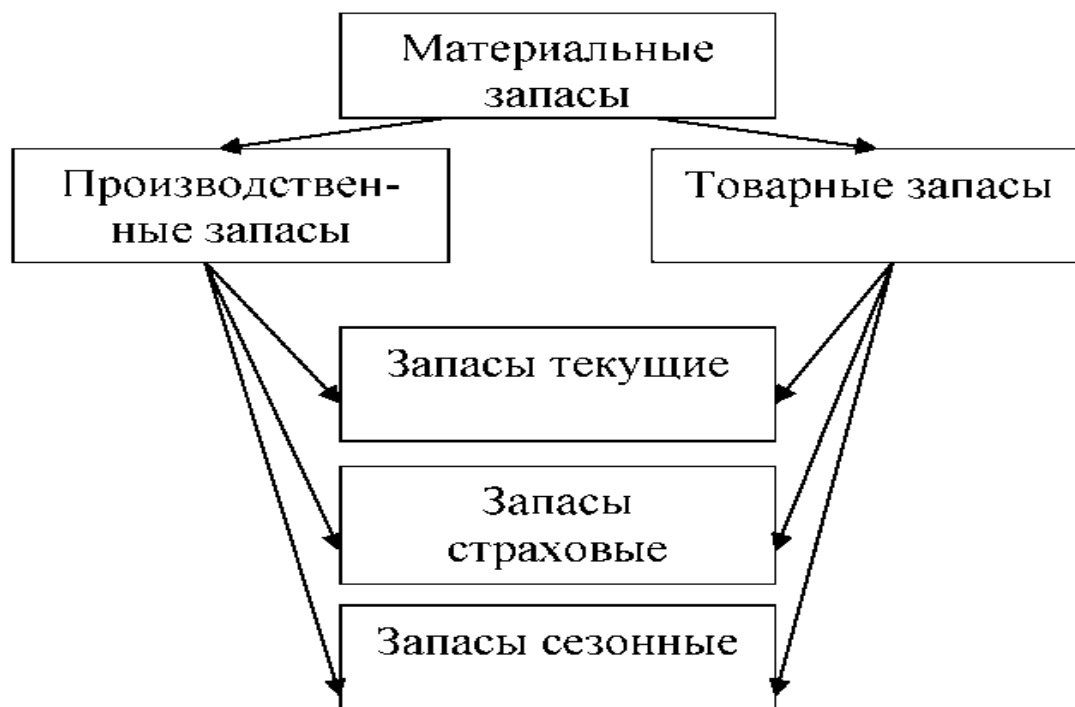 Материальные
запасы
Производствен-
ные запасы
Товарные запасы
Запасы текущие
Запасы
страховые
Запасы сезонные